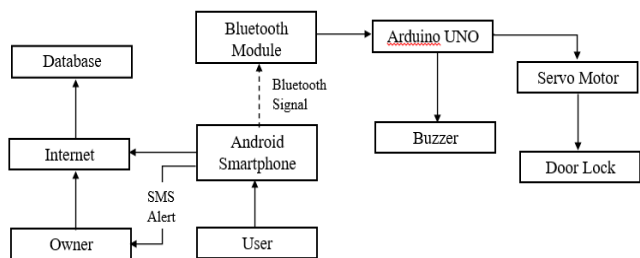 Bluetooth
Module
Arduino UNO
Database
Servo Motor
Bluetooth
Signal
Buzzer
Android
Smartphone
Internet
Door Lock
SMS
Alert
Owner
User